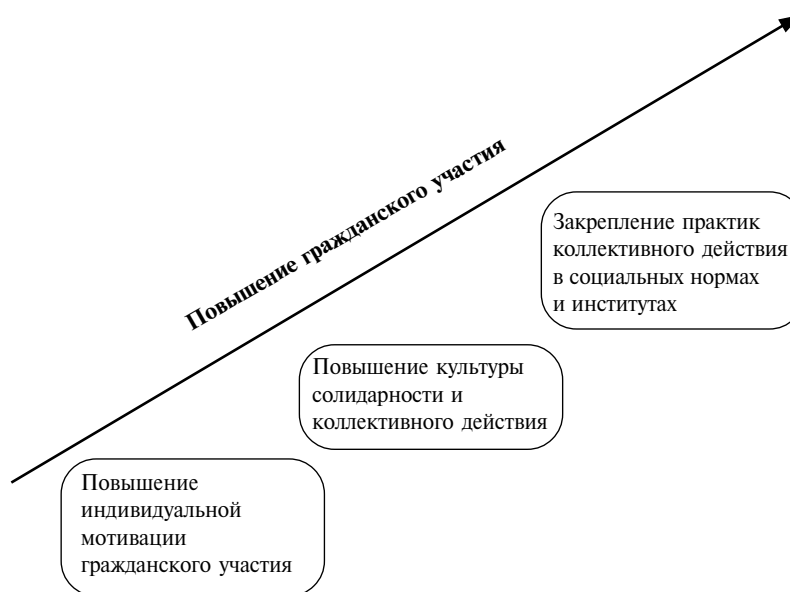 Повышение гражданского участия
Закрепление практик
коллективного действия
в социальных нормах
и институтах
Повышение культуры
солидарности и
коллективного действия
Повышение
индивидуальной
мотивации
гражданского участия